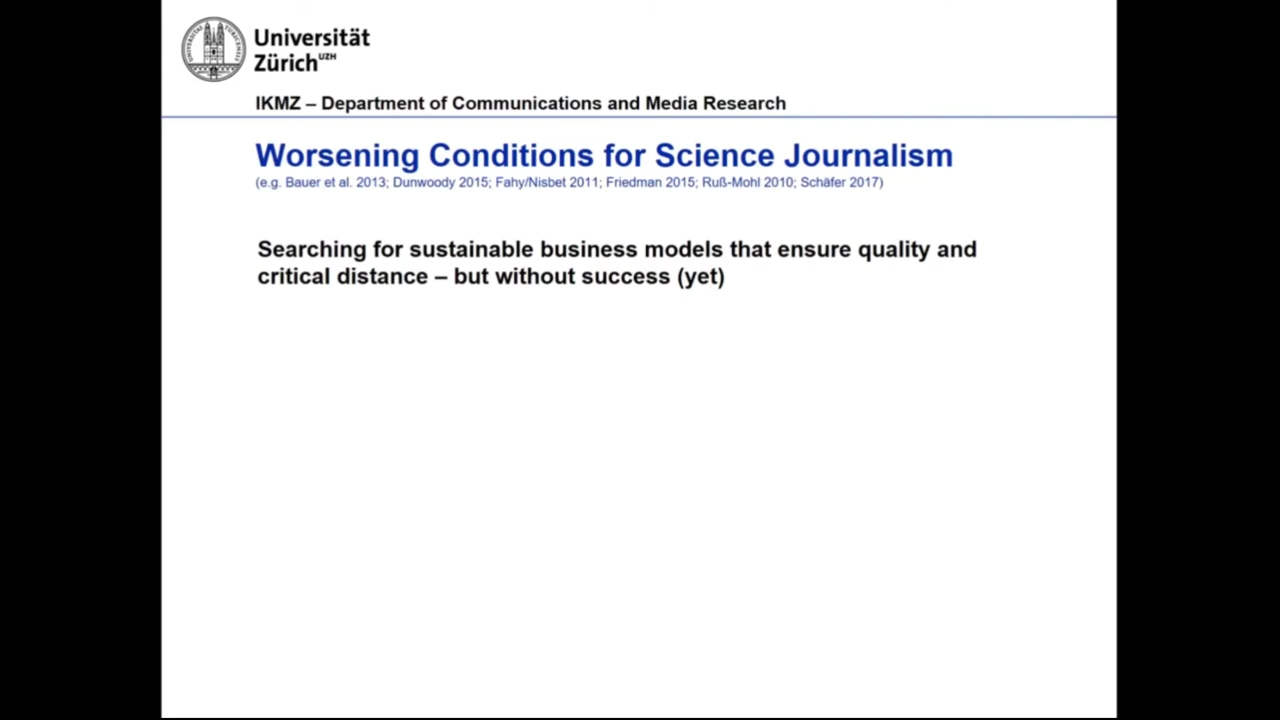 Universität
Zürich UZH
IKMZ – Department of Communications and Media Research
Worsening Conditions for Science Journalism
(e.g. Bauer et al. 2013; Dunwoody 2015; Fahy/Nisbet 2011; Friedman 2015; Ruß-Mohl 2010; Schäfer 2017)
Searching for sustainable business models that ensure quality and
critical distance – but without success (yet)